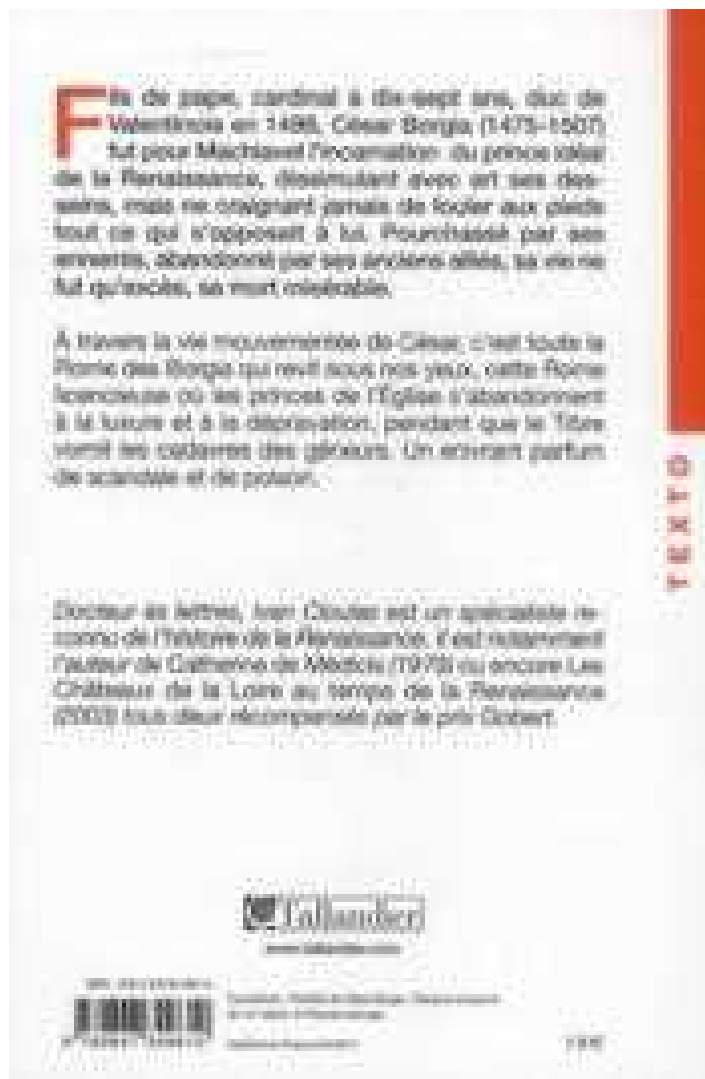 Fils de pape, cardinal à dix-sept ans, duc de
Valentinois en 1498, César Borgia (1475-1507)
fut pour Machiavel l'incarnation du prince idéal
de la Renaissance, dissimulant avec art ses des-
seins, mais ne craignant jamais de fouler aux pieds
tout ce qui s'opposait à lui. Pourchassé par ses
ennemis, abandonné par ses anciens alliés, sa vie ne
fut qu'excès, sa mort misérable.
À travers la vie mouvementée de César, c'est toute la
Rome des Borgia qui revit sous nos yeux, cette Rome
licencieuse où les princes de l'Église s'abandonnent
à la luxure et à la dépravation, pendant que le Tibre
vomit les cadavres des gêneurs. Un enivrant parfum
de scandale et de poison.
TEXTO
Docteur ès lettres, Ivan Cloulas est un spécialiste re-
connu de l'histoire de la Renaissance. Il est notamment
l'auteur de Catherine de Médicis (1979) ou encore Les
Châteaux de la Loire au temps de la Renaissance
(2003) tous deux récompensés par le prix Gobert.
Tallandier
www.tallandier.com